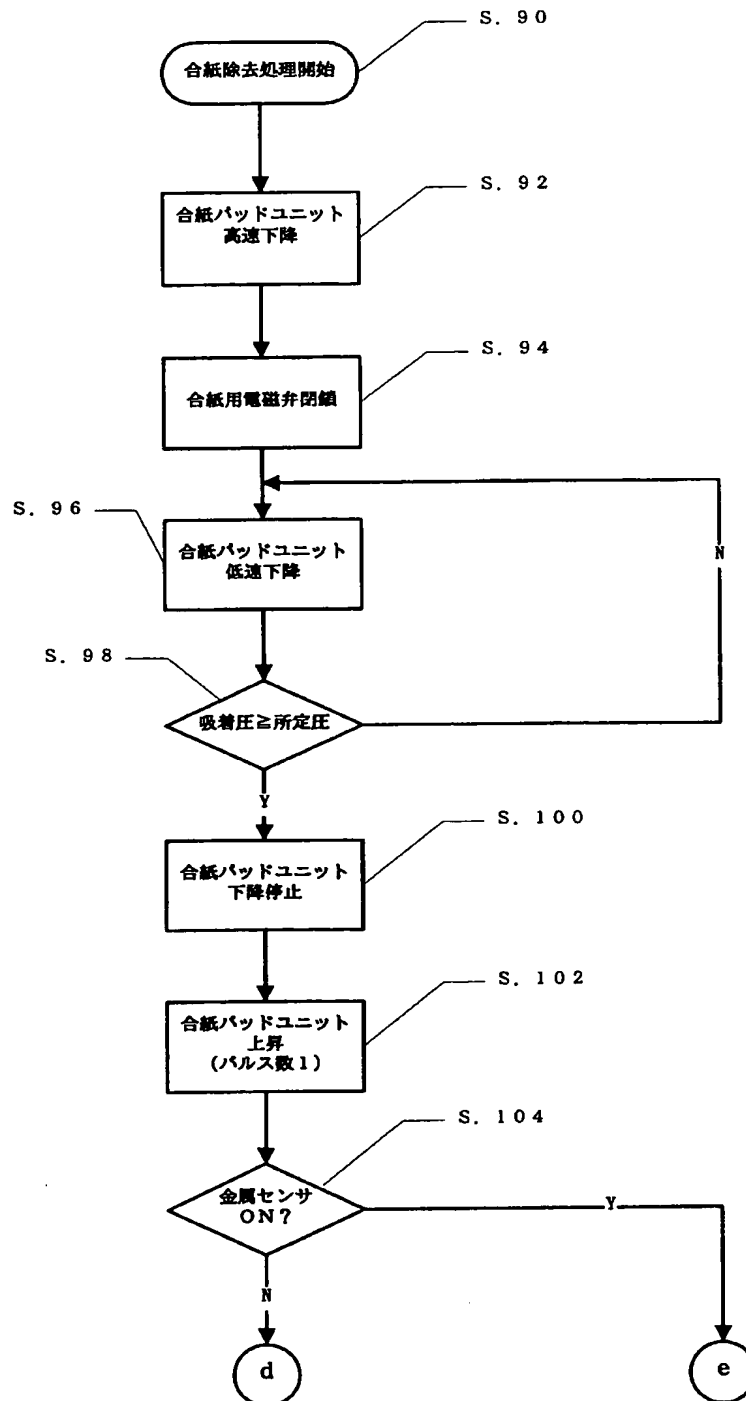 S. 90
合紙除去処理開始
S. 92
合紙パッドユニット
高速下降
S. 94
合紙用電磁弁閉鎖
S. 96
合紙パッドユニット
低速下降
N
S. 98
吸着圧≧所定圧
Y
S. 100
合紙パッドユニット
下降停止
S. 102
合紙パッドユニット
上昇
(パルス数1)
S. 104
金属センサ
ON?
Y
N
d
e